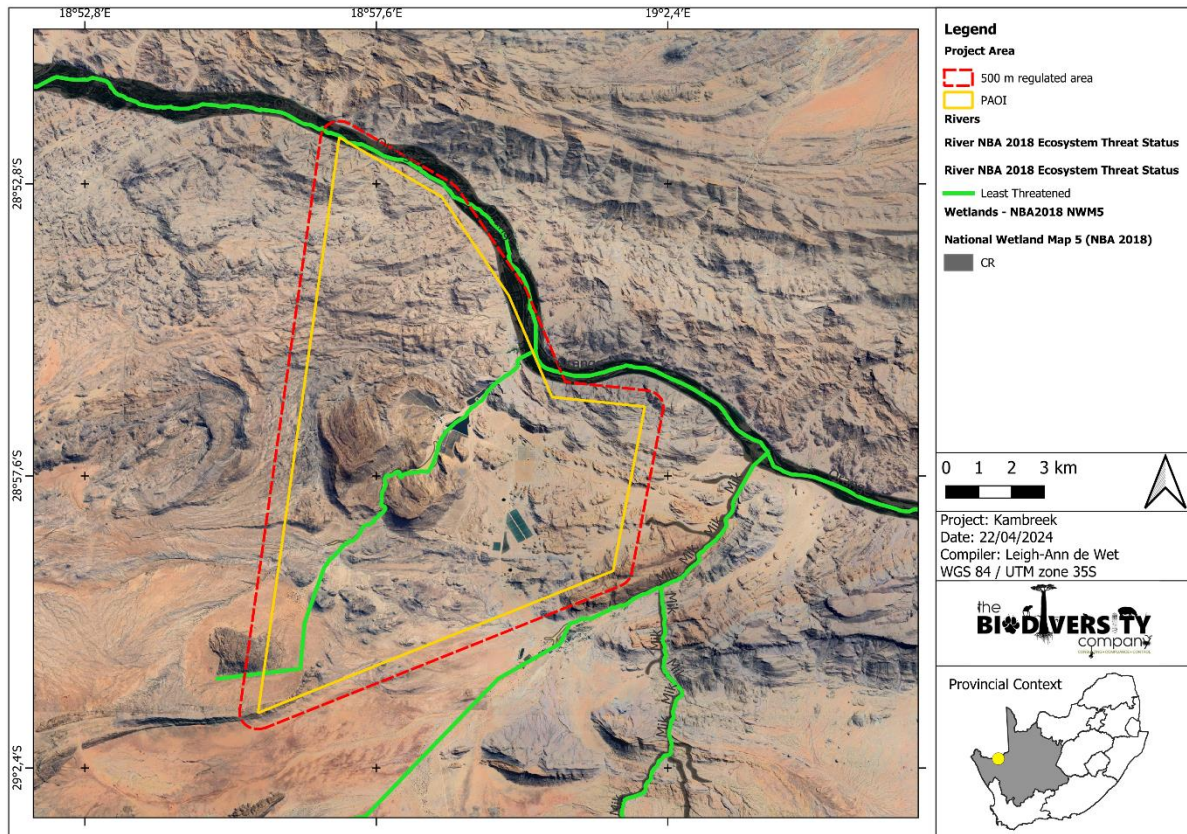 18°52,8'E
18°57,6'E
19°2,4'E
28°52,8'S
28°57,6'S
29°2,4'S
Legend
Project Area
500 m regulated area
PAOI
Rivers
River NBA 2018 Ecosystem Threat Status
River NBA 2018 Ecosystem Threat Status
Least Threatened
Wetlands - NBA2018 NWM5
National Wetland Map 5 (NBA 2018)
CR
0 1 2 3 km
Project: Kambreek
Date: 22/04/2024
Compiler: Leigh-Ann de Wet
WGS 84 / UTM zone 35S
the
BIODIVERSITY
company
Provincial Context